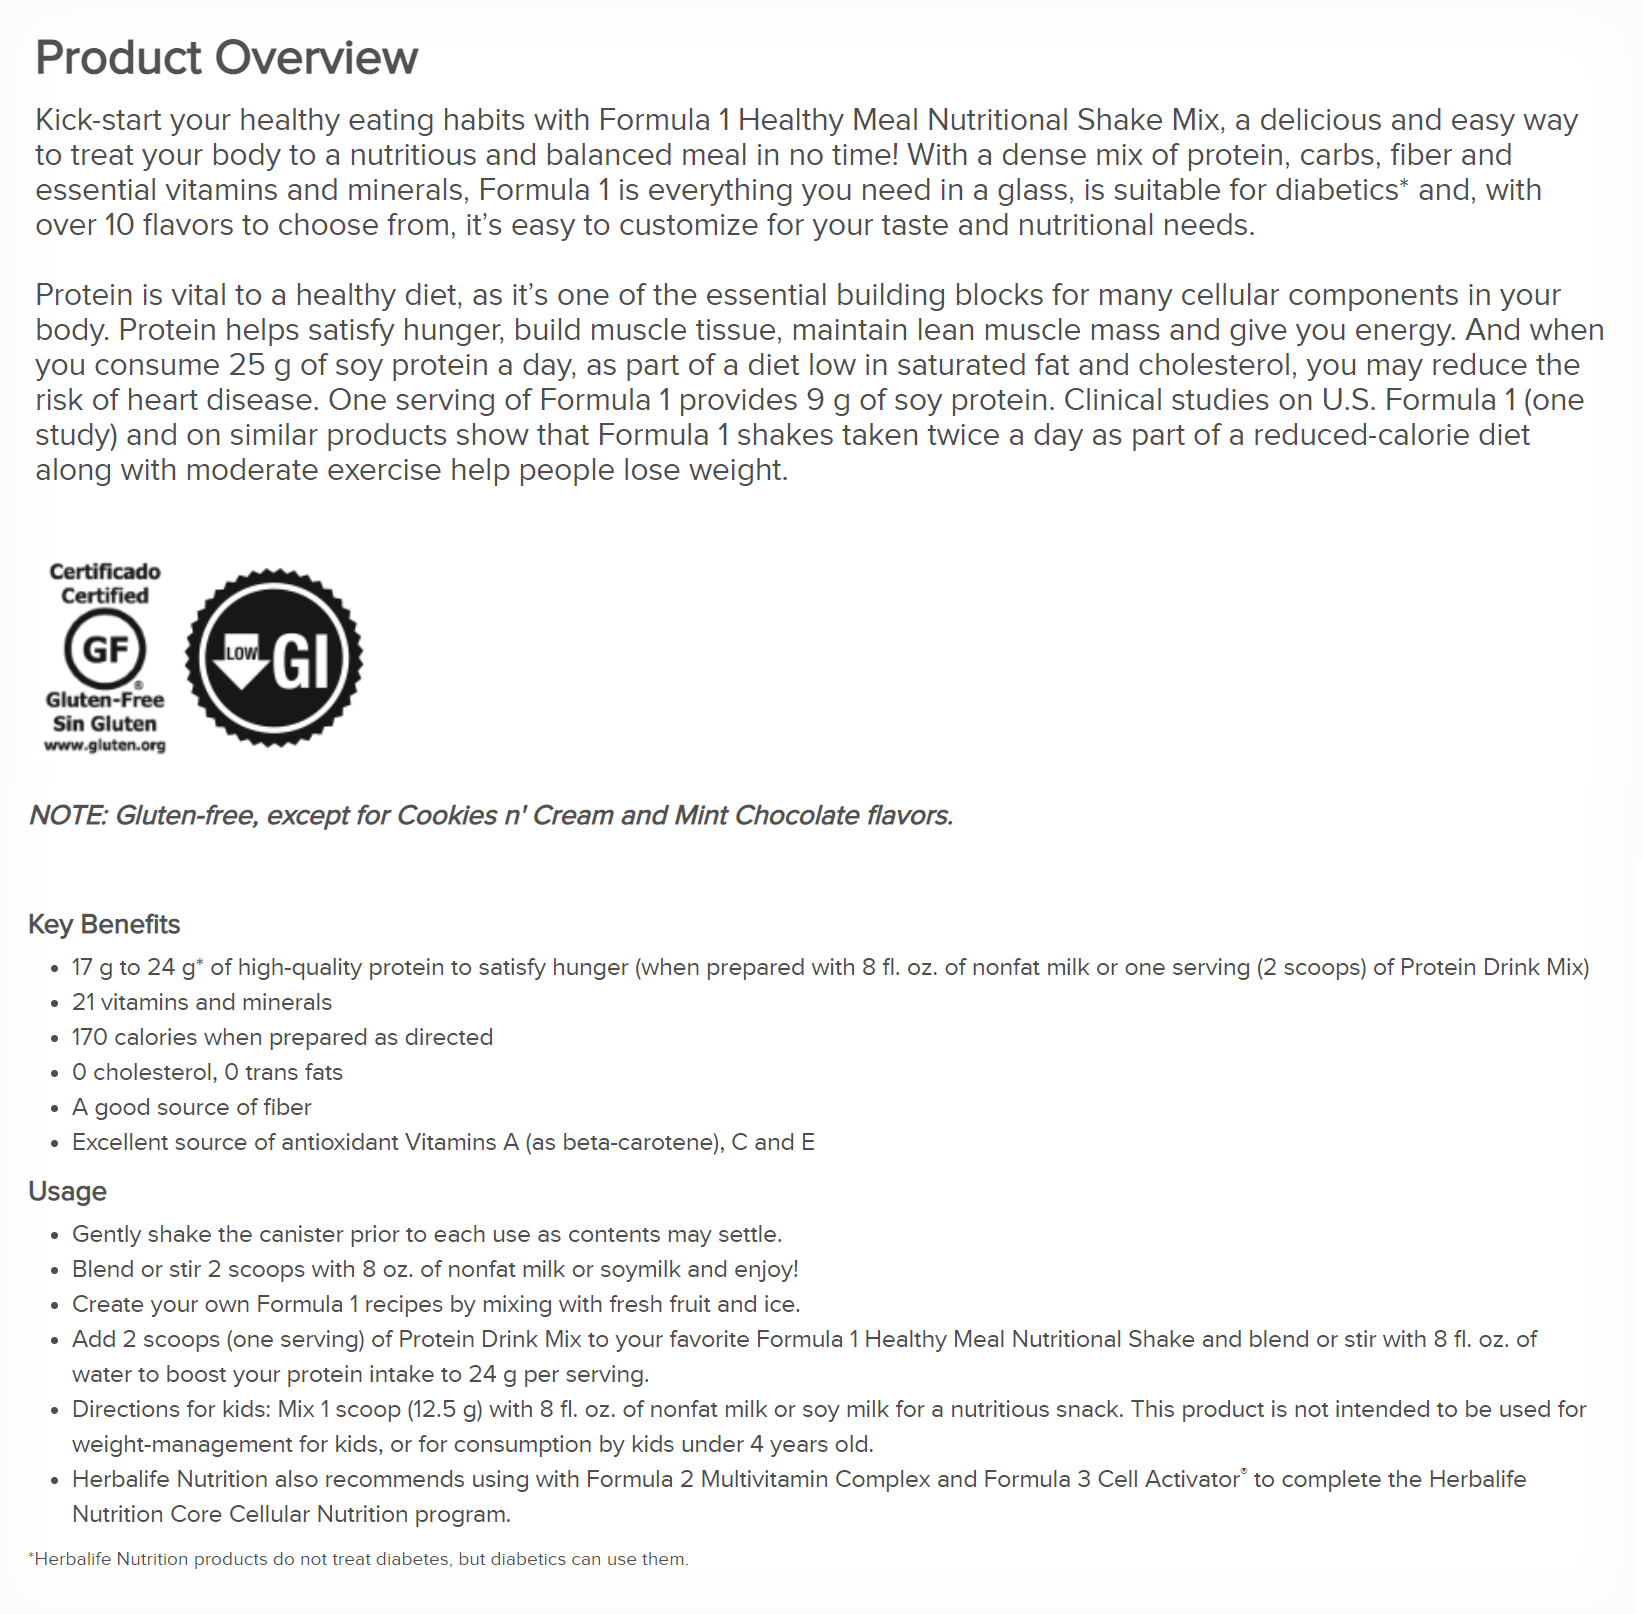 Product Overview
Kick-start your healthy eating habits with Formula 1 Healthy Meal Nutritional Shake Mix, a delicious and easy way
to treat your body to a nutritious and balanced meal in no time! With a dense mix of protein, carbs, fiber and
essential vitamins and minerals, Formula 1 is everything you need in a glass, is suitable for diabetics* and, with
over 10 flavors to choose from, it’s easy to customize for your taste and nutritional needs.
Protein is vital to a healthy diet, as it’s one of the essential building blocks for many cellular components in your
body. Protein helps satisfy hunger, build muscle tissue, maintain lean muscle mass and give you energy. And when
you consume 25 g of soy protein a day, as part of a diet low in saturated fat and cholesterol, you may reduce the
risk of heart disease. One serving of Formula 1 provides 9 g of soy protein. Clinical studies on U.S. Formula 1 (one
study) and on similar products show that Formula 1 shakes taken twice a day as part of a reduced-calorie diet
along with moderate exercise help people lose weight.
Certificado
Certified
GF
®
Gluten-Free
Sin Gluten
www.gluten.org
LOW GI
NOTE: Gluten-free, except for Cookies n' Cream and Mint Chocolate flavors.
Key Benefits
• 17 g to 24 g* of high-quality protein to satisfy hunger (when prepared with 8 fl. oz. of nonfat milk or one serving (2 scoops) of Protein Drink Mix)
• 21 vitamins and minerals
• 170 calories when prepared as directed
• 0 cholesterol, 0 trans fats
• A good source of fiber
• Excellent source of antioxidant Vitamins A (as beta-carotene), C and E
Usage
• Gently shake the canister prior to each use as contents may settle.
• Blend or stir 2 scoops with 8 oz. of nonfat milk or soymilk and enjoy!
• Create your own Formula 1 recipes by mixing with fresh fruit and ice.
• Add 2 scoops (one serving) of Protein Drink Mix to your favorite Formula 1 Healthy Meal Nutritional Shake and blend or stir with 8 fl. oz. of
water to boost your protein intake to 24 g per serving.
• Directions for kids: Mix 1 scoop (12.5 g) with 8 fl. oz. of nonfat milk or soy milk for a nutritious snack. This product is not intended to be used for
weight-management for kids, or for consumption by kids under 4 years old.
• Herbalife Nutrition also recommends using with Formula 2 Multivitamin Complex and Formula 3 Cell Activator® to complete the Herbalife
Nutrition Core Cellular Nutrition program.
*Herbalife Nutrition products do not treat diabetes, but diabetics can use them.